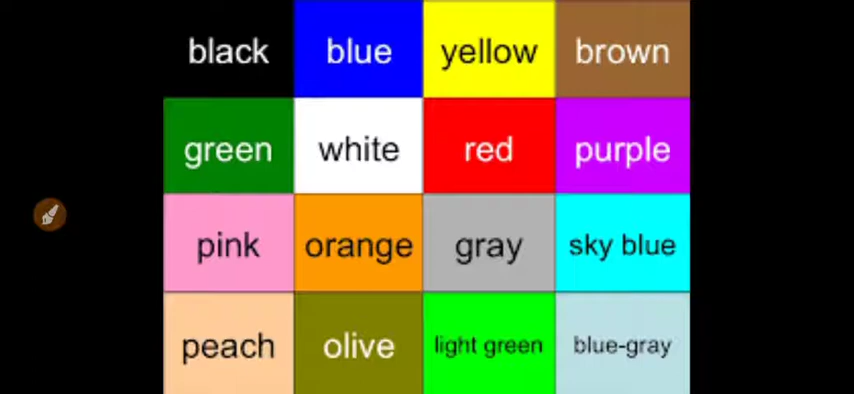 black blue yellow brown
green white red purple
pink orange gray sky blue
peach olive light green blue-gray